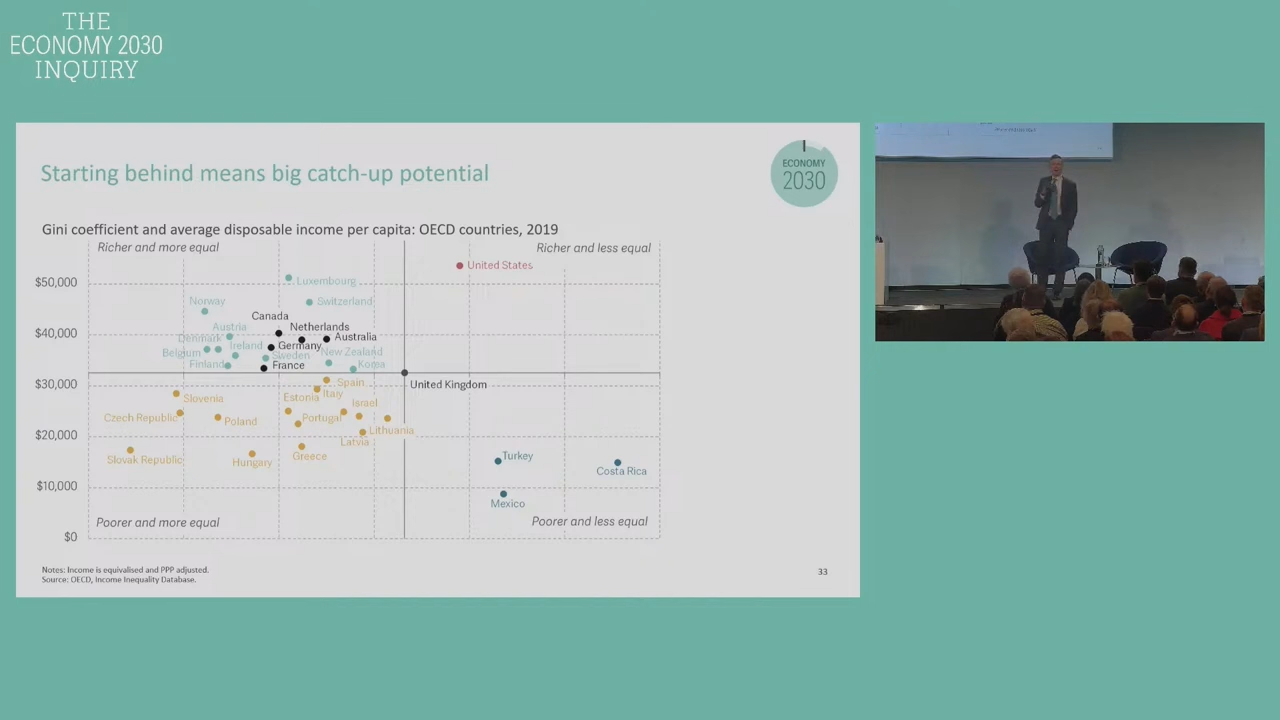 THE
ECONOMY 2030
INQUIRY
Starting behind means big catch-up potential
ECONOMY
2030
Gini coefficient and average disposable income per capita: OECD countries, 2019
Richer and more equal
Richer and less equal
$50,000
$40,000
$30,000
$20,000
$10,000
$0
United States
Luxembourg
Norway
Switzerland
Canada
Austria
Netherlands
Denmark
Australia
Ireland
Germany
Belgium
Sweden
New Zealand
Finland
France
Korea
United Kingdom
Spain
Slovenia
Estonia
Italy
Israel
Czech Republic
Poland
Portugal
Lithuania
Latvia
Slovak Republic
Hungary
Greece
Turkey
Costa Rica
Mexico
Poorer and more equal
Poorer and less equal
Notes: Income is equivalised and PPP adjusted.
Source: OECD, Income Inequality Database.
33